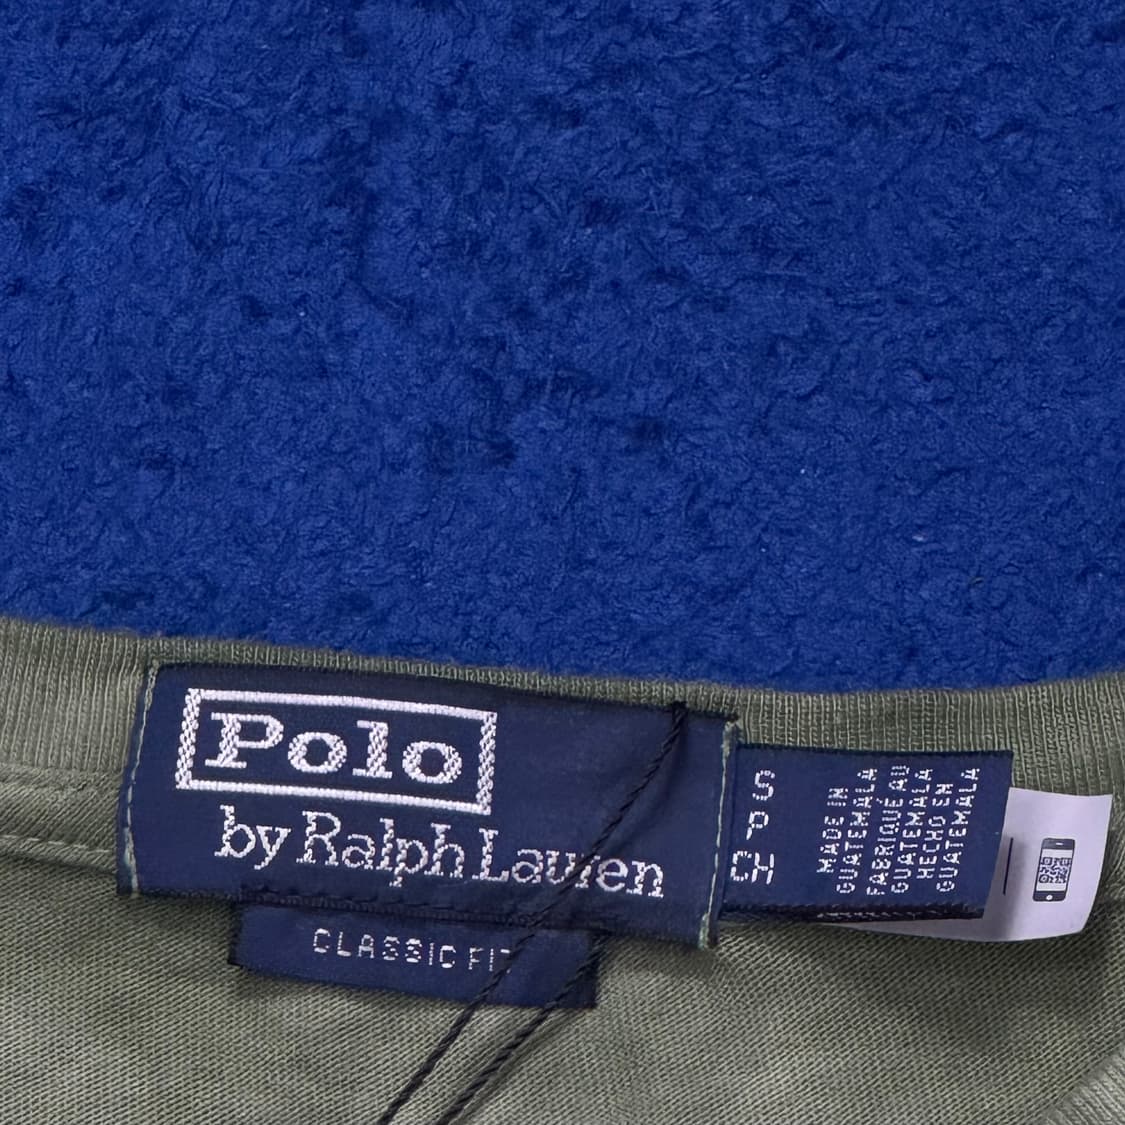 Polo
by Ralph Lauren
CLASSIC FIT
S
P
CH
MADE IN
GUATEMALA
FABRIQUÉ AU
GUATEMALA
HECHO EN
GUATEMALA